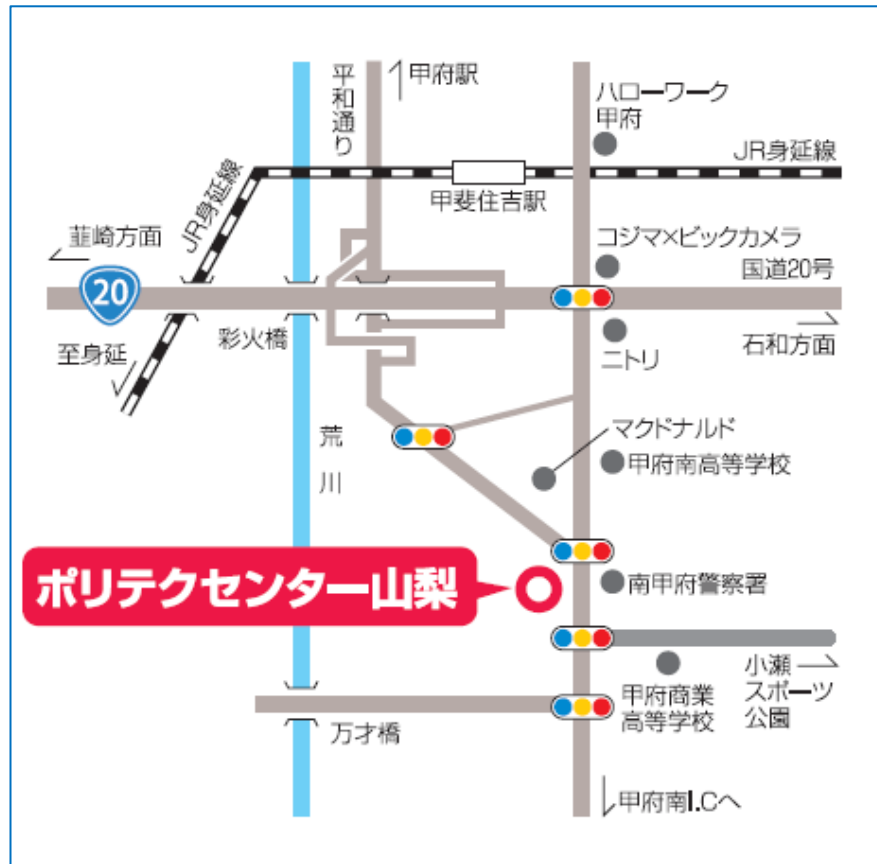 平和通り
甲府駅
ハローワーク
甲府
JR身延線
JR身延線
甲斐住吉駅
韮崎方面
コジマ×ビックカメラ
国道20号
20
彩火橋
ニトリ
石和方面
至身延
荒川
マクドナルド
甲府南高等学校
ポリテクセンター山梨
南甲府警察署
小瀬
スポーツ
公園
甲府商業
高等学校
万才橋
甲府南I.Cへ